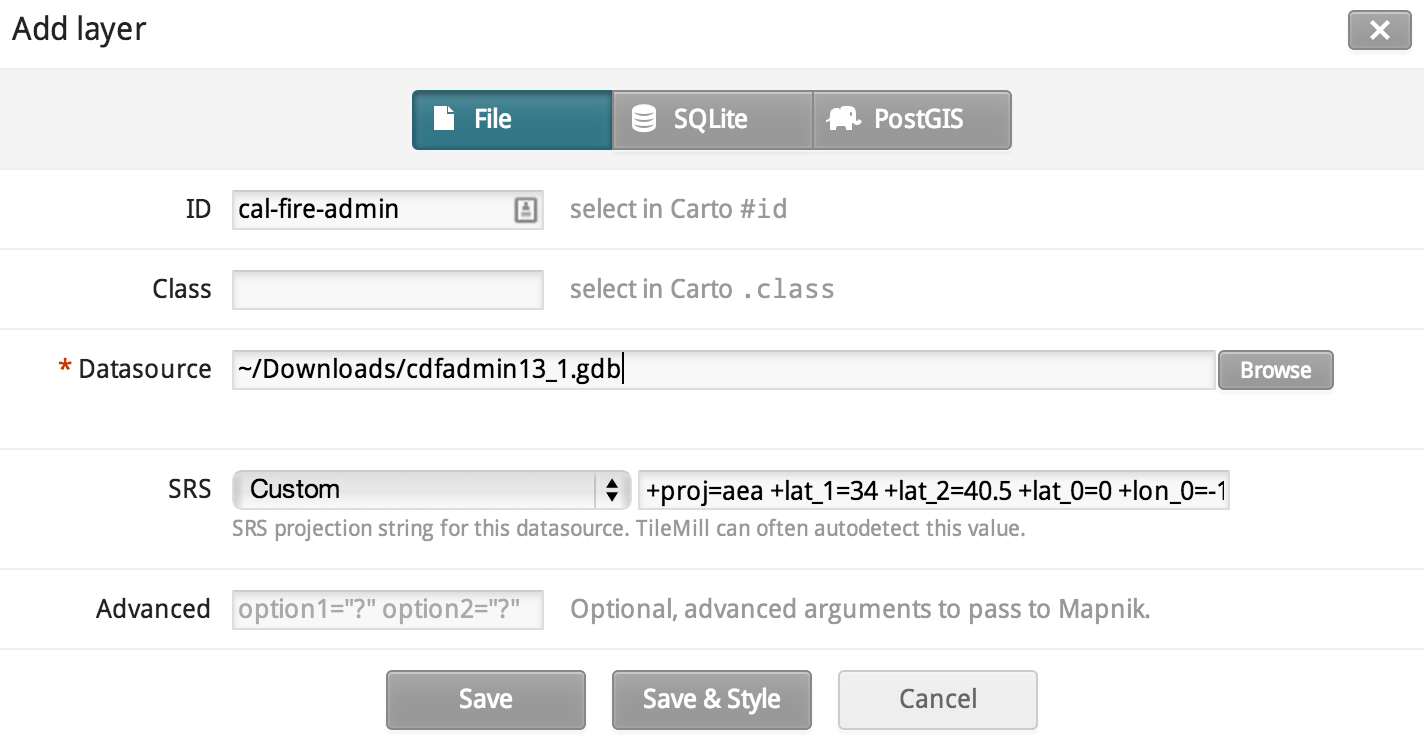 Add layer
File SQLite PostGIS
ID cal-fire-admin select in Carto #id
Class select in Carto .class
* Datasource ~/Downloads/cdfadmin13_1.gdb Browse
SRS Custom +proj=aea +lat_1=34 +lat_2=40.5 +lat_0=0 +lon_0=-1
SRS projection string for this datasource. TileMill can often autodetect this value.
Advanced option1="?" option2="?" Optional, advanced arguments to pass to Mapnik.
Save Save & Style Cancel